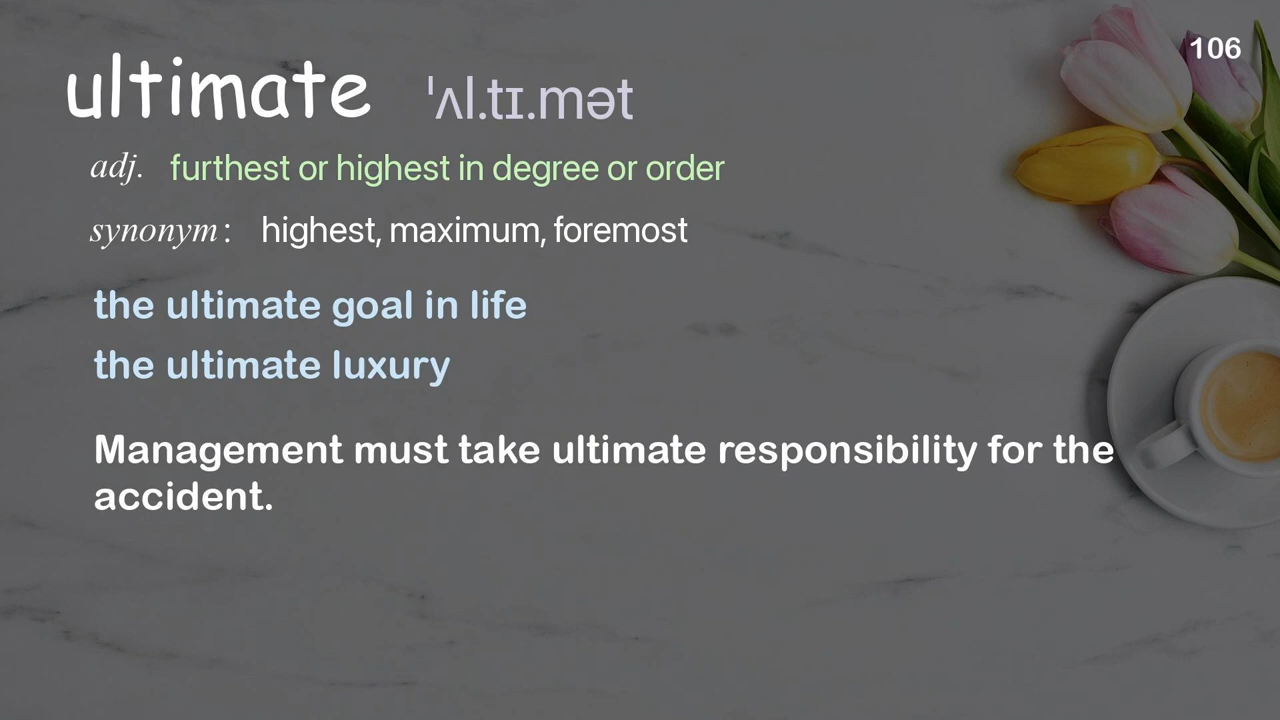 106
ultimate ˈʌl.tɪ.mət
adj. furthest or highest in degree or order
synonym: highest, maximum, foremost
the ultimate goal in life
the ultimate luxury
Management must take ultimate responsibility for the
accident.